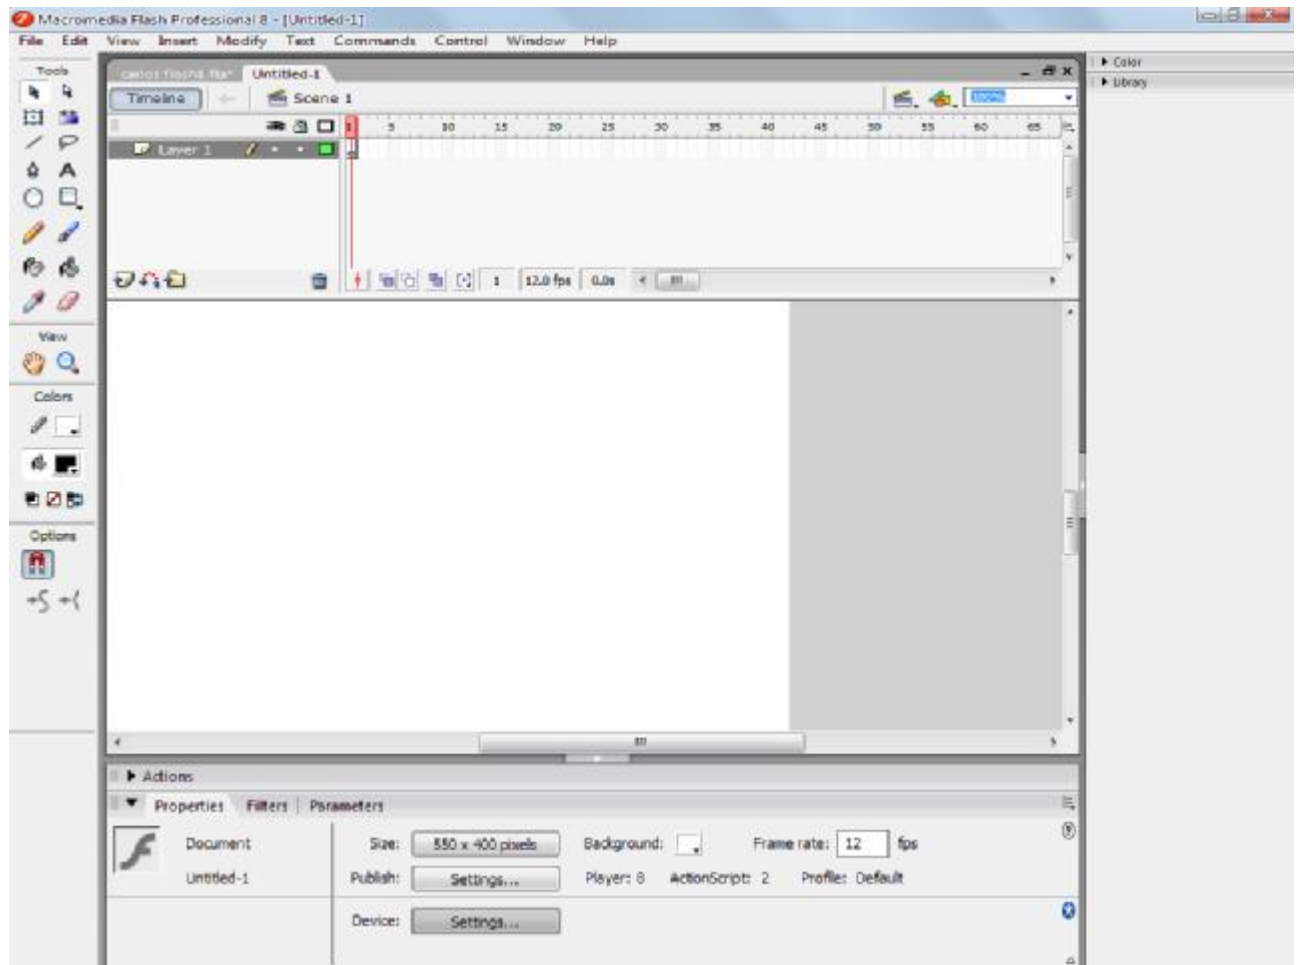 Macromedia Flash Professional 8 - [Untitled-1]
File Edit View Insert Modify Text Commands Control Window Help
Tools
Untitled-1
Color
Library
Timeline Scene 1 100%
1 5 10 15 20 25 30 35 40 45 50 55 60 65
Layer 1
1 12.0 fps 0.0s
View
Colors
Options
Actions
Properties Filters Parameters
Document Size: 550 x 400 pixels Background: Frame rate: 12 fps
Untitled-1 Publish: Settings... Player: 8 ActionScript: 2 Profile: Default
Device: Settings...